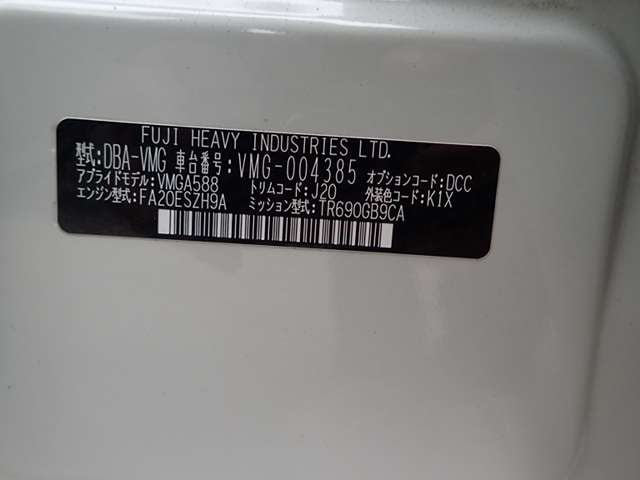 FUJI HEAVY INDUSTRIES LTD.
型式:DBA-VMG 車台番号:VMG-004385 オプションコード:DCC
アプライドモデル:VMGA588 トリムコード:J20 外装色コード:K1X
エンジン型式:FA20ESZH9A ミッション型式:TR690GB9CA